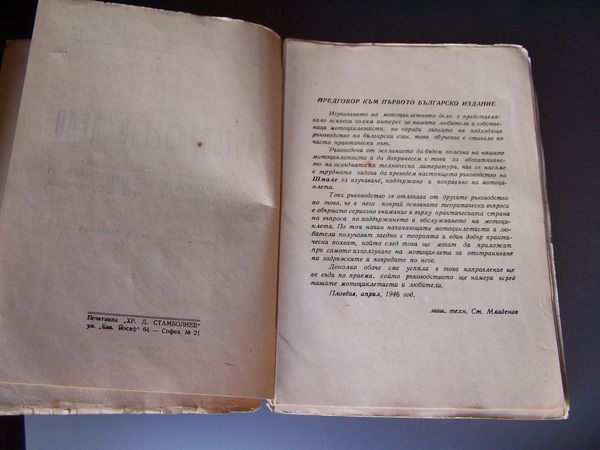 Печатница „ХР. Д. СТАМБОЛИЕВ"
ул. „Екз. Йосиф" 64 — София № 21
ПРЕДГОВОР КЪМ ПЪРВОТО БЪЛГАРСКО ИЗДАНИЕ
Изучаването на мотоциклетното дело е представля-
вало всякога голям интерес за нашите любители и собстве-
ници мотоциклетисти, но поради липсата на подходящо
ръководство на български език, това обучение е ставало по
чисто практически път.
Ръководени от желанието да бъдем полезни на нашите
мотоциклетисти и да допринесем с това за обогатяване-
то на оскъдната ни техническа литература, ние се наехме
с трудната задача да преведем настоящето ръководство на
Шмале за изучаване, поддържане и поправяне на мотоци-
клета.
Това ръководство се отличава от другите ръководства
по това, че в него покрай основните теоритически въпроси
е обърнато сериозно внимание и върху практическата страна
на въпроса по поддържането и обслужването на мотоци-
клета. По тоя начин начинаещите мотоциклетисти и лю-
бители получават заедно с теорията и един добър практи-
чески похват, който след това ще могат да приложат
при самото използуване на мотоциклета за отстраняване
на задръжките и повредите по него.
Доколко обаче сме успели в това направление ще
ве съди по приема, който ръководството ще намери всред
нашите мотоциклетисти и любители.
Пловдив, април, 1946 год.
маш. техн. Ст. Младенов